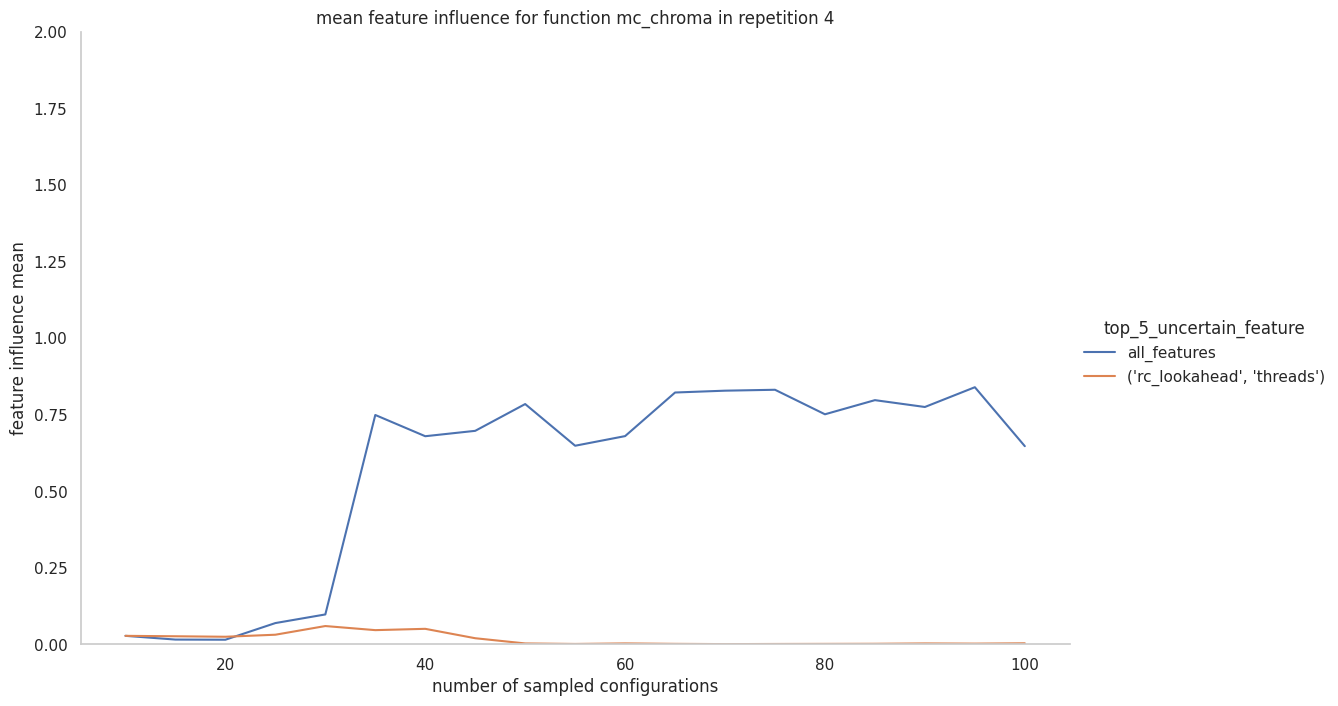 mean feature influence for function mc_chroma in repetition 4
2.00
1.75
1.50
1.25
1.00
0.75
0.50
0.25
0.00
feature influence mean
20
40
60
80
100
number of sampled configurations
top_5_uncertain_feature
all_features
('rc_lookahead', 'threads')